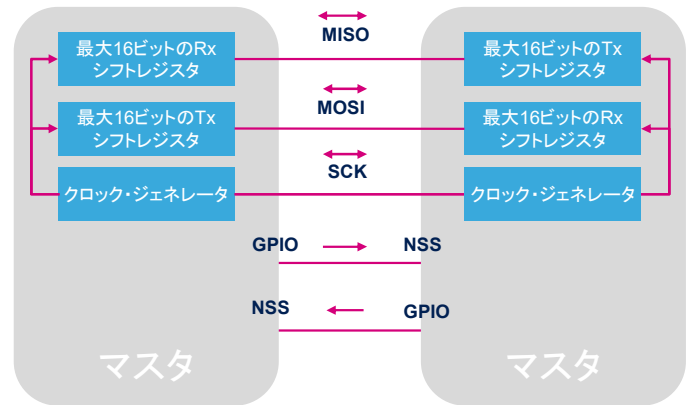 MISO
最大16ビットのRx
シフトレジスタ
最大16ビットのTx
シフトレジスタ
MOSI
最大16ビットのTx
シフトレジスタ
最大16ビットのRx
シフトレジスタ
SCK
クロック・ジェネレータ
クロック・ジェネレータ
GPIO
NSS
NSS
GPIO
マスタ
マスタ